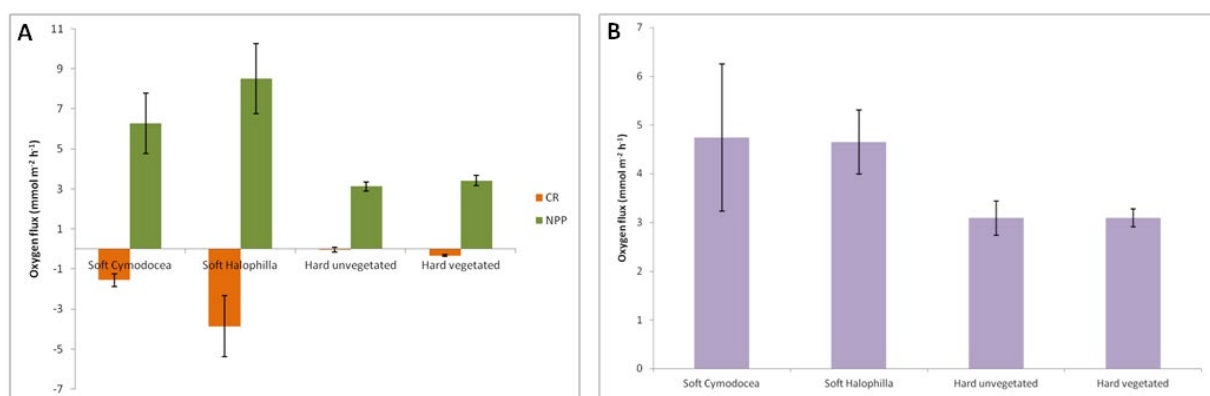 A
Oxygen flux (mmol m⁻² h⁻¹)
11
9
7
5
3
1
-1
-3
-5
-7
Soft Cymodocea
Soft Halophilla
Hard unvegetated
Hard vegetated
CR
NPP
B
Oxygen flux (mmol m⁻² h⁻¹)
7
6
5
4
3
2
1
0
Soft Cymodocea
Soft Halophilla
Hard unvegetated
Hard vegetated